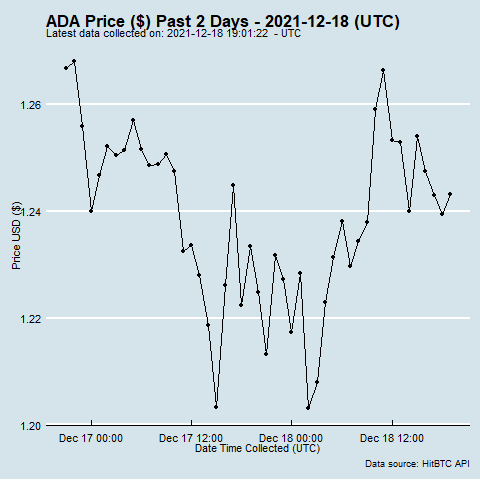 ADA Price ($) Past 2 Days - 2021-12-18 (UTC)
Latest data collected on: 2021-12-18 19:01:22 - UTC
1.26
1.24
1.22
1.20
Price USD ($)
Dec 17 00:00 Dec 17 12:00 Dec 18 00:00 Dec 18 12:00
Date Time Collected (UTC)
Data source: HitBTC API